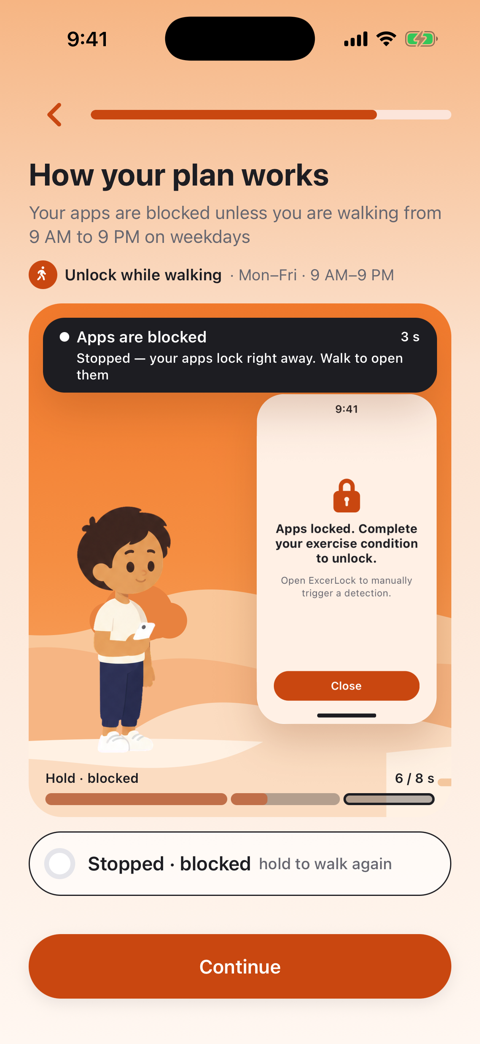 9:41
How your plan works
Your apps are blocked unless you are walking from
9 AM to 9 PM on weekdays
Unlock while walking · Mon–Fri · 9 AM–9 PM
Apps are blocked 3 s
Stopped — your apps lock right away. Walk to open
them
9:41
Apps locked. Complete
your exercise condition
to unlock.
Open ExcerLock to manually
trigger a detection.
Close
Hold · blocked 6 / 8 s
Stopped · blocked hold to walk again
Continue